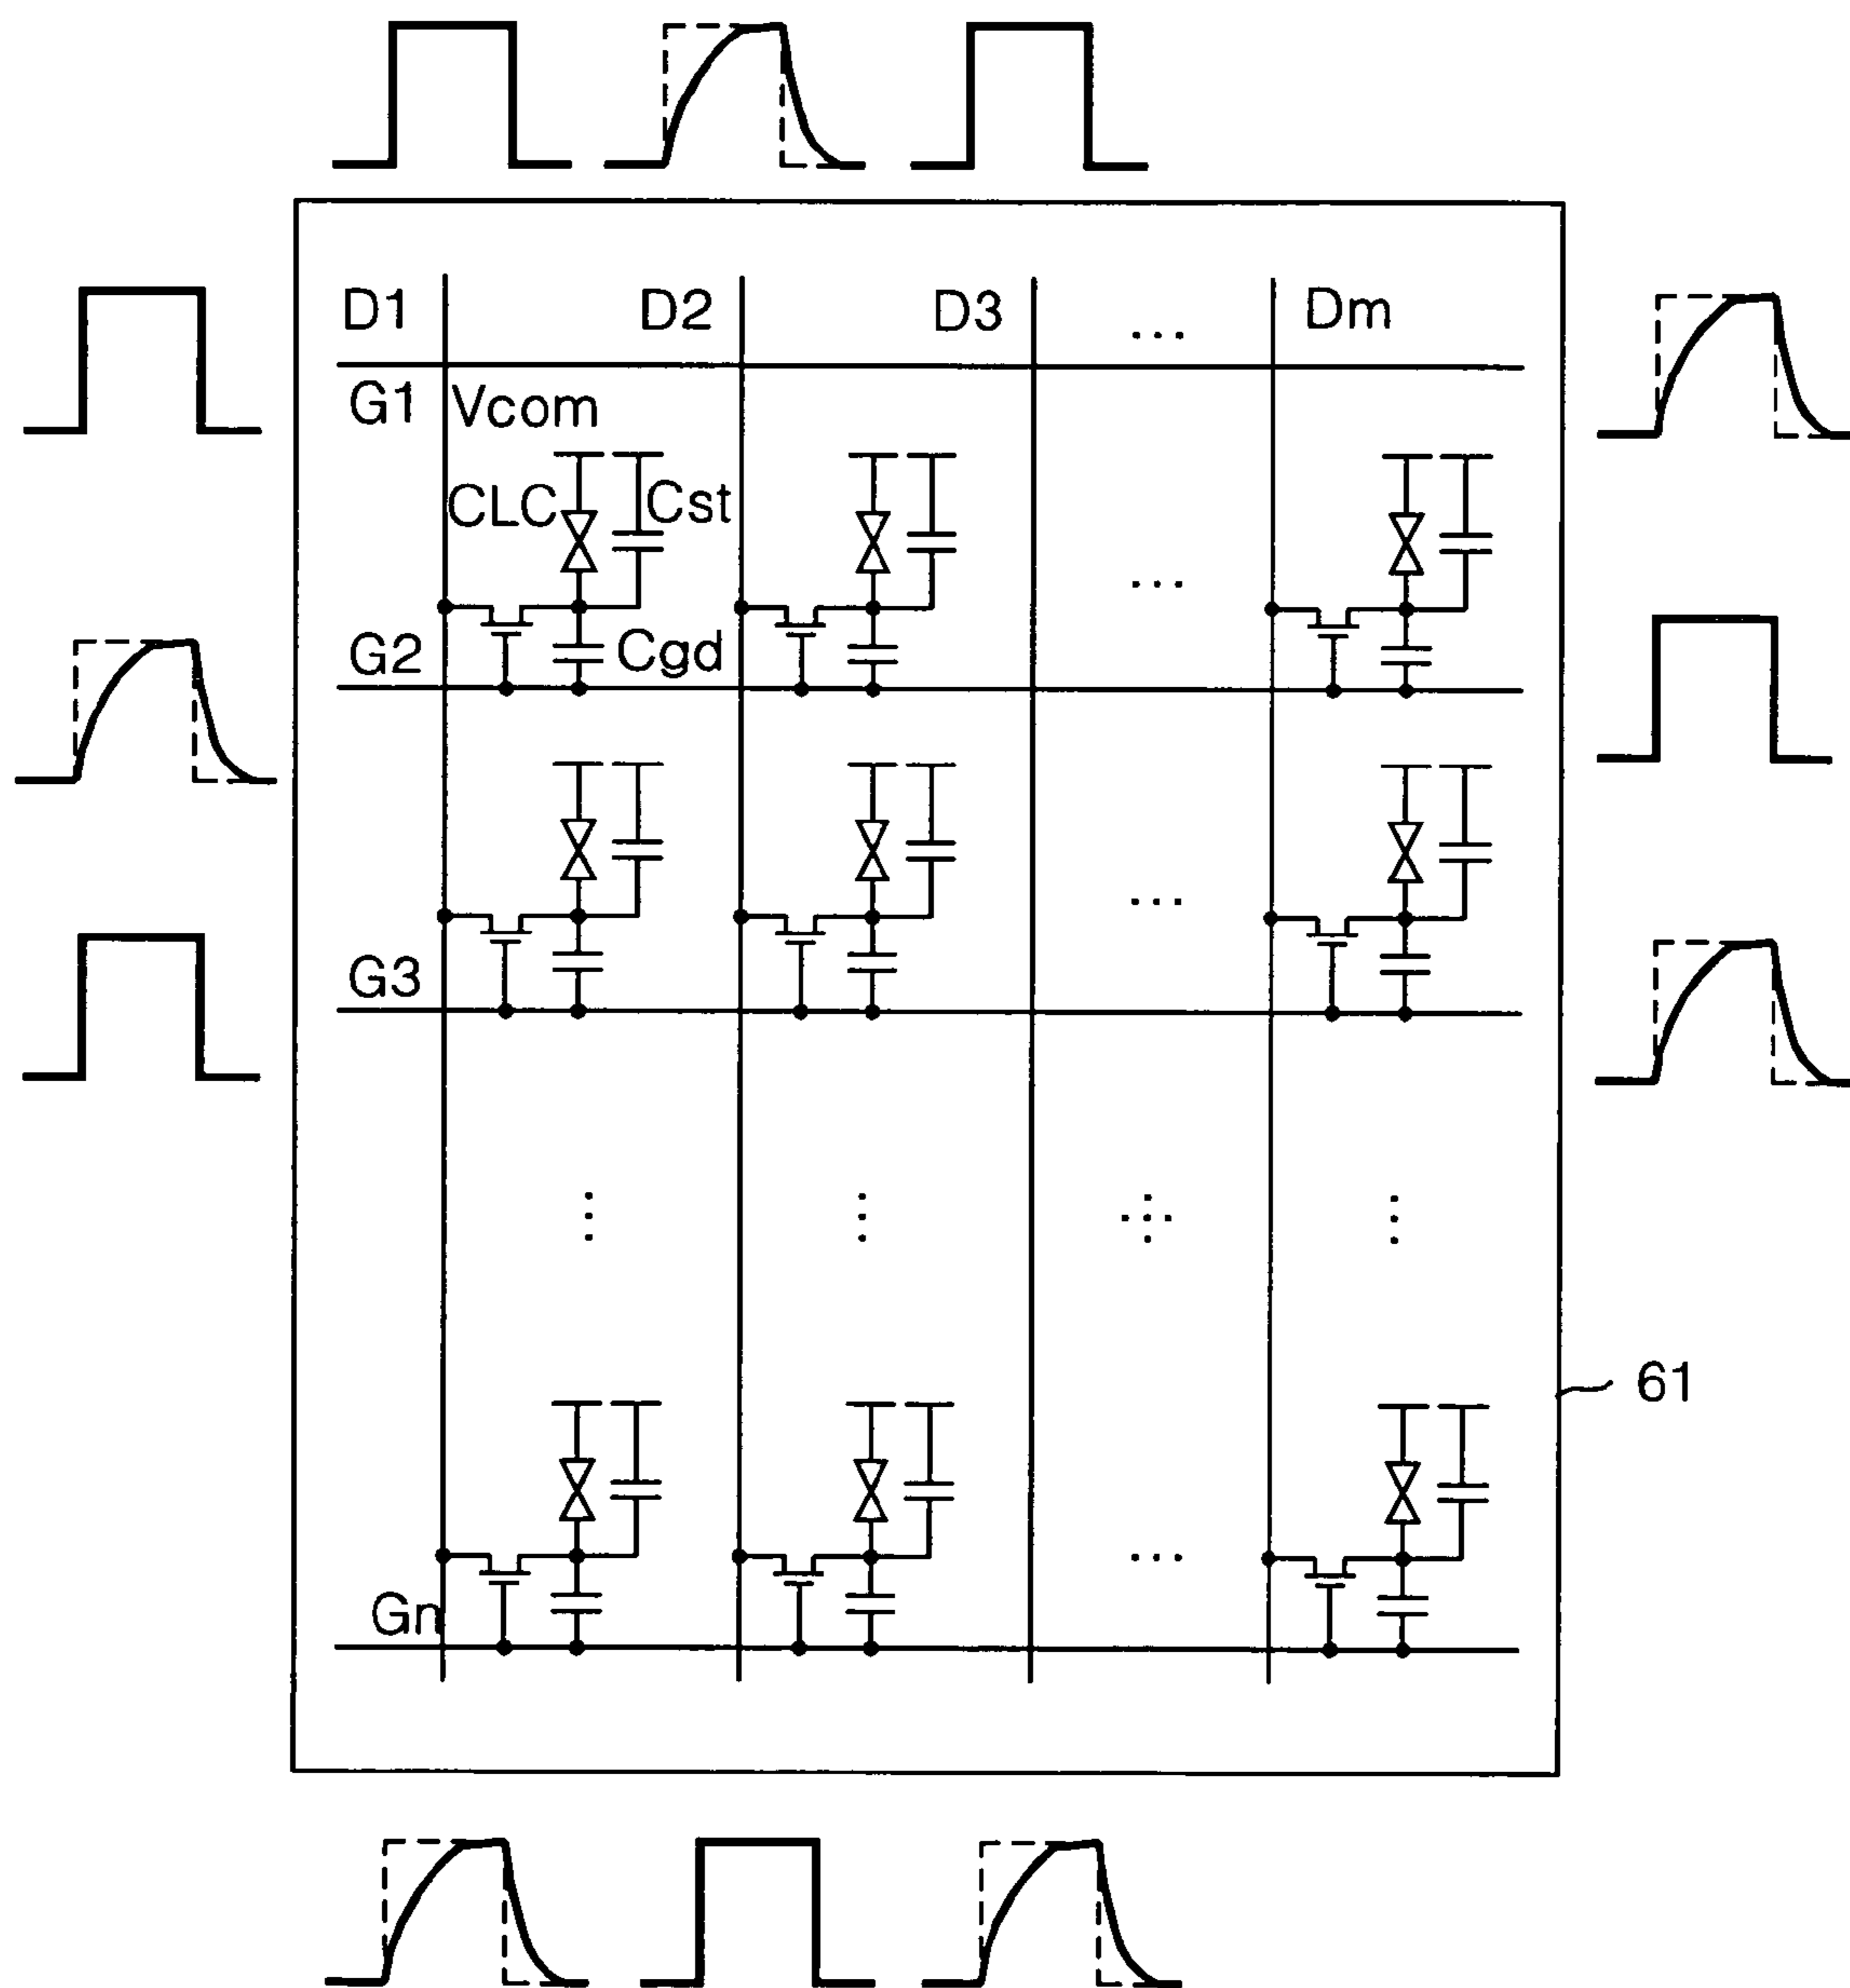 D1 D2 D3 ... Dm
G1 Vcom
CLC Cst
...
G2 Cgd
...
G3
61
...
Gn